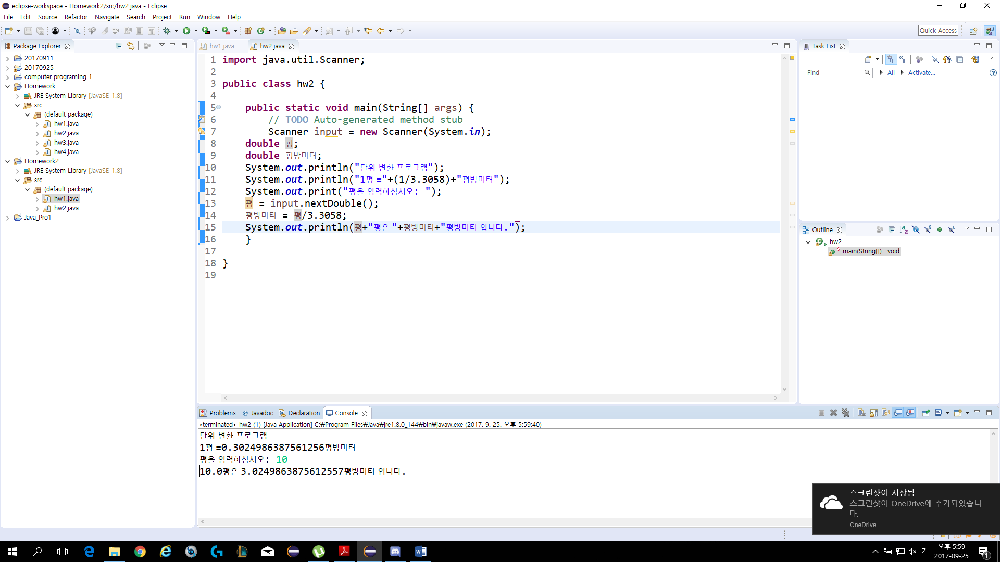 eclipse-workspace - Homework2/src/hw2.java - Eclipse
File Edit Source Refactor Navigate Search Project Run Window Help
Quick Access
Package Explorer
20170911
20170925
computer programing 1
Homework
JRE System Library [JavaSE-1.8]
src
(default package)
hw1.java
hw2.java
hw3.java
hw4.java
Homework2
JRE System Library [JavaSE-1.8]
src
(default package)
hw1.java
hw2.java
Java_Pro1
hw1.java hw2.java
1 import java.util.Scanner;
2
3 public class hw2 {
4
5 public static void main(String[] args) {
6 // TODO Auto-generated method stub
7 Scanner input = new Scanner(System.in);
8 double 평;
9 double 평방미터;
10 System.out.println("단위 변환 프로그램");
11 System.out.println("1평 ="+(1/3.3058)+"평방미터");
12 System.out.print("평을 입력하십시오: ");
13 평 = input.nextDouble();
14 평방미터 = 평/3.3058;
15 System.out.println(평+"평은 "+평방미터+"평방미터 입니다.");
16 }
17
18 }
19
Task List
Find All Activate...
Outline
hw2
main(String[]) : void
Problems @ Javadoc Declaration Console
<terminated> hw2 (1) [Java Application] C:₩Program Files₩Java₩jre1.8.0_144₩bin₩javaw.exe (2017. 9. 25. 오후 5:59:40)
단위 변환 프로그램
1평 =0.3024986387561256평방미터
평을 입력하십시오: 10
10.0평은 3.0249863875612557평방미터 입니다.
스크린샷이 저장됨
스크린샷이 OneDrive에 추가되었습니
다.
OneDrive
가
오후 5:59
2017-09-25
1